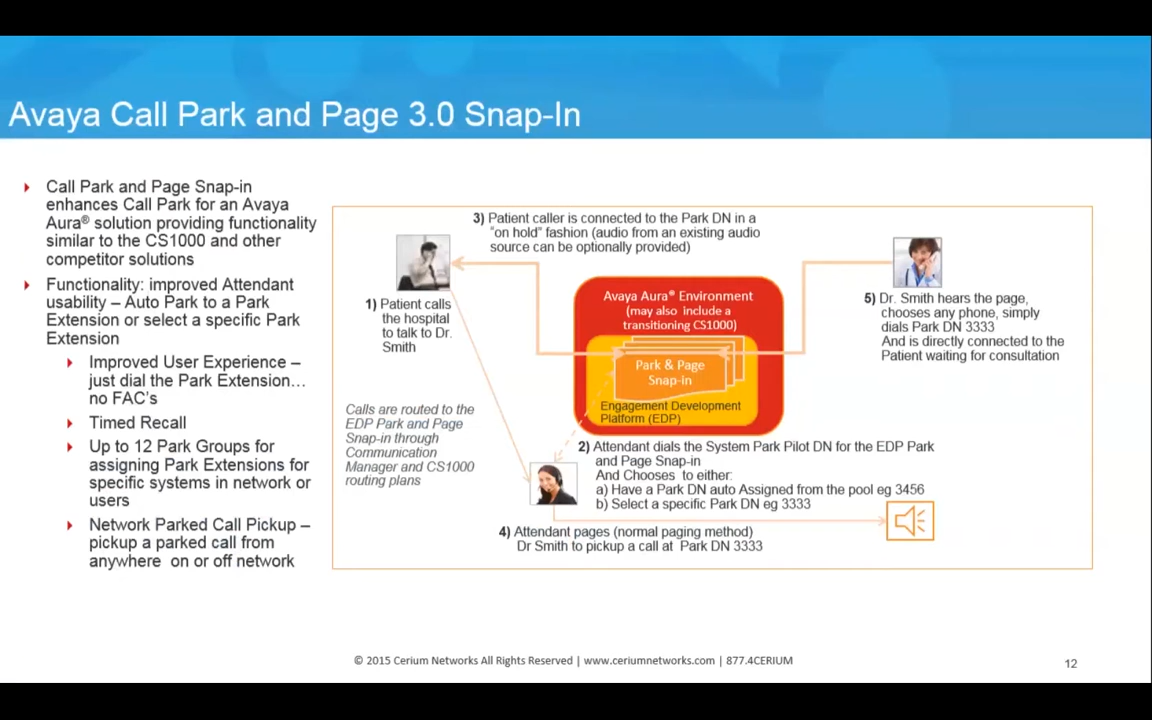 Avaya Call Park and Page 3.0 Snap-In
Call Park and Page Snap-in
enhances Call Park for an Avaya
Aura® solution providing functionality
similar to the CS1000 and other
competitor solutions
Functionality: improved Attendant
usability – Auto Park to a Park
Extension or select a specific Park
Extension
Improved User Experience –
just dial the Park Extension…
no FAC's
Timed Recall
Up to 12 Park Groups for
assigning Park Extensions for
specific systems in network or
users
Network Parked Call Pickup –
pickup a parked call from
anywhere on or off network
3) Patient caller is connected to the Park DN in a
"on hold" fashion (audio from an existing audio
source can be optionally provided)
1) Patient calls
the hospital
to talk to Dr.
Smith
Avaya Aura® Environment
(may also include a
transitioning CS1000)
Park & Page
Snap-in
Engagement Development
Platform (EDP)
5) Dr. Smith hears the page,
chooses any phone, simply
dials Park DN 3333
And is directly connected to the
Patient waiting for consultation
Calls are routed to the
EDP Park and Page
Snap-in through
Communication
Manager and CS1000
routing plans
2) Attendant dials the System Park Pilot DN for the EDP Park
and Page Snap-in
And Chooses to either:
a) Have a Park DN auto Assigned from the pool eg 3456
b) Select a specific Park DN eg 3333
4) Attendant pages (normal paging method)
Dr Smith to pickup a call at Park DN 3333
© 2015 Cerium Networks All Rights Reserved | www.ceriumnetworks.com | 877.4CERIUM
12